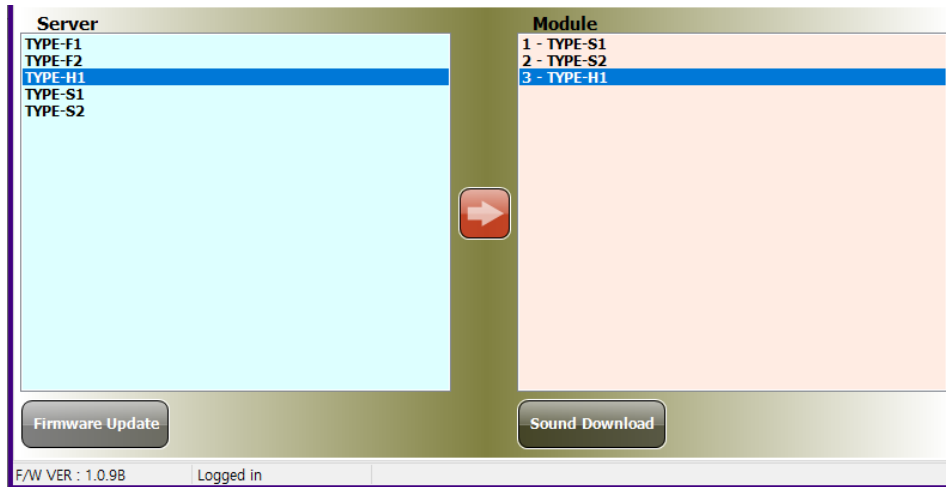 Server
TYPE-F1
TYPE-F2
TYPE-H1
TYPE-S1
TYPE-S2
Module
1 - TYPE-S1
2 - TYPE-S2
3 - TYPE-H1
Firmware Update
Sound Download
F/W VER : 1.0.9B
Logged in